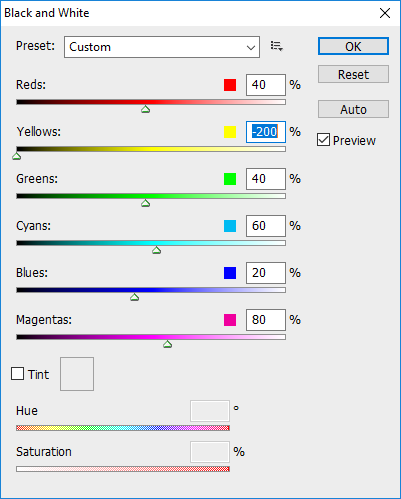 Black and White
Preset: Custom
OK
Reset
Auto
Preview
Reds: 40 %
Yellows: -200 %
Greens: 40 %
Cyans: 60 %
Blues: 20 %
Magentas: 80 %
Tint
Hue °
Saturation %